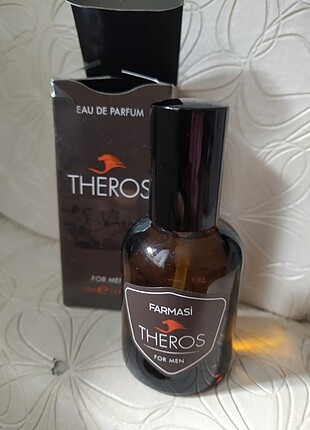 EAU DE PARFUM
THEROS
FOR MEN
FARMASİ
THEROS
FOR MEN